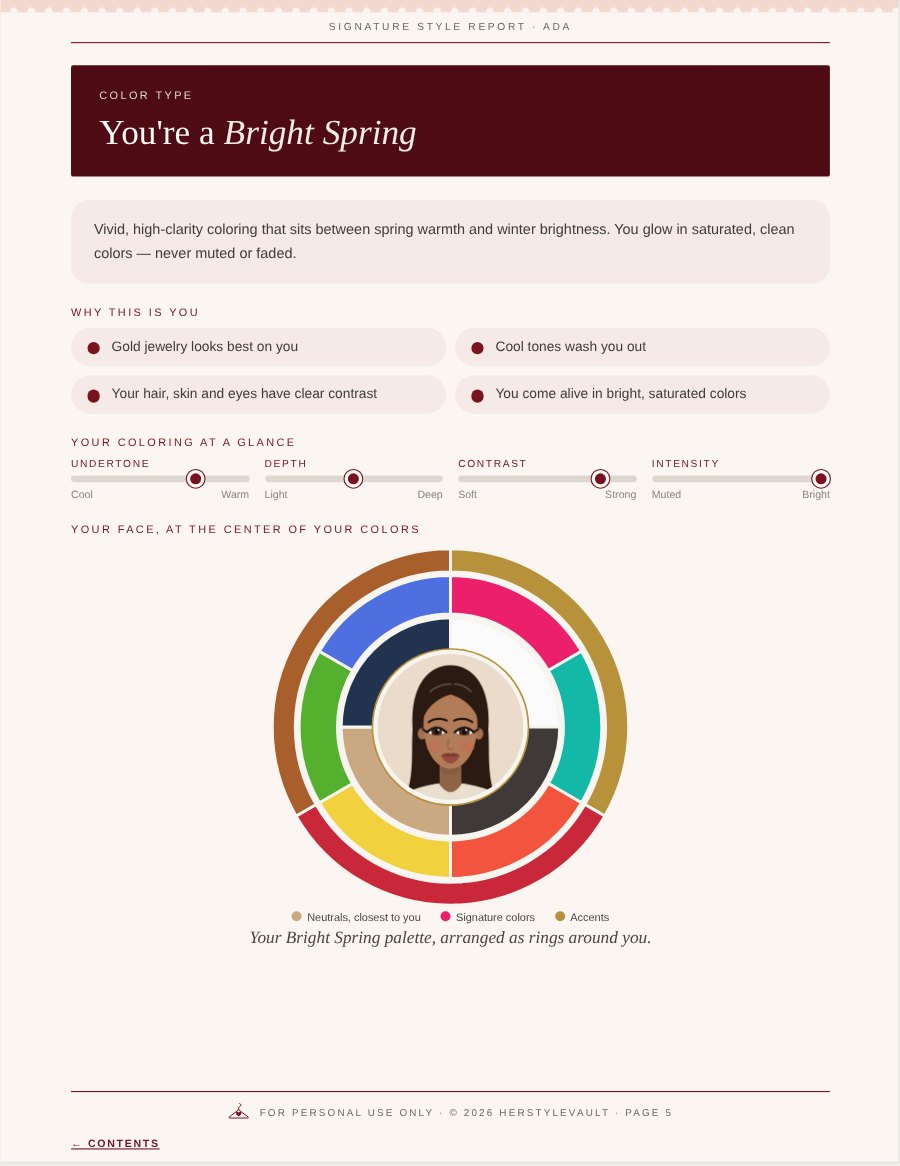 SIGNATURE STYLE REPORT · ADA
COLOR TYPE
You're a Bright Spring
Vivid, high-clarity coloring that sits between spring warmth and winter brightness. You glow in saturated, clean
colors — never muted or faded.
WHY THIS IS YOU
Gold jewelry looks best on you
Cool tones wash you out
Your hair, skin and eyes have clear contrast
You come alive in bright, saturated colors
YOUR COLORING AT A GLANCE
UNDERTONE DEPTH CONTRAST INTENSITY
Cool Warm Light Deep Soft Strong Muted Bright
YOUR FACE, AT THE CENTER OF YOUR COLORS
Neutrals, closest to you Signature colors Accents
Your Bright Spring palette, arranged as rings around you.
FOR PERSONAL USE ONLY · © 2026 HERSTYLEVAULT · PAGE 5
← CONTENTS